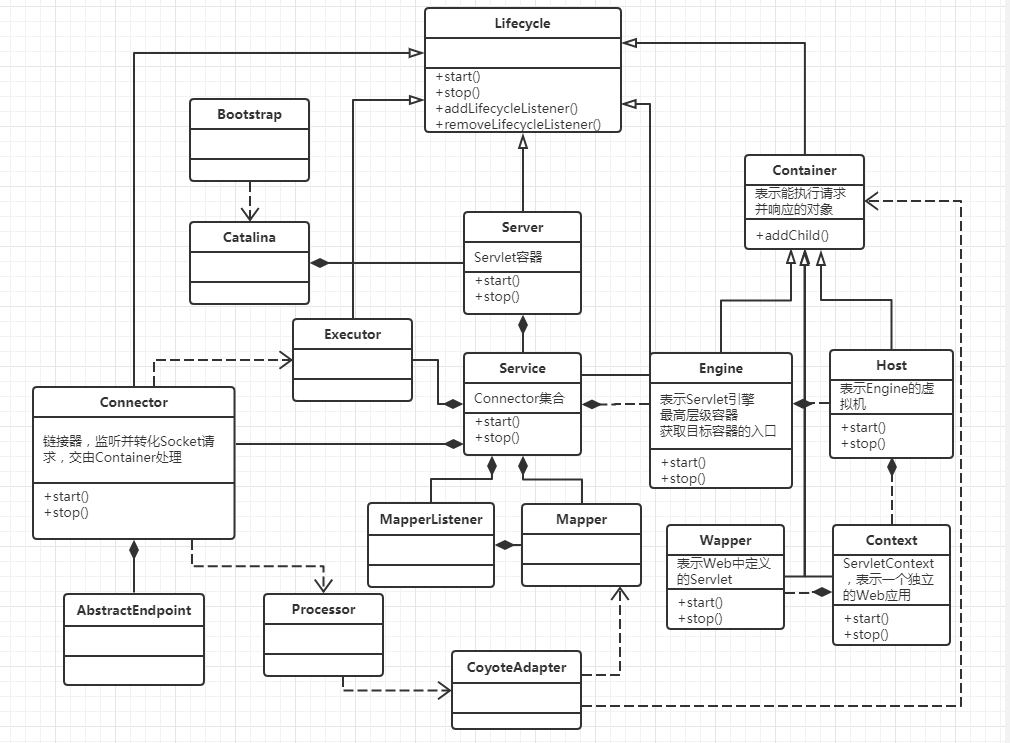 Lifecycle
+start()
+stop()
+addLifecycleListener()
+removeLifecycleListener()
Bootstrap
Catalina
Container
表示能执行请求
并响应的对象
+addChild()
Server
Servlet容器
+start()
+stop()
Executor
Service
Connector集合
+start()
+stop()
Engine
表示Servlet引擎
最高层级容器
获取目标容器的入口
+start()
+stop()
Host
表示Engine的虚
拟机
+start()
+stop()
Connector
链接器，监听并转化Socket请
求，交由Container处理
+start()
+stop()
MapperListener
Mapper
Wapper
表示Web中定义
的Servlet
+start()
+stop()
Context
ServletContext
，表示一个独立
的Web应用
+start()
+stop()
AbstractEndpoint
Processor
CoyoteAdapter